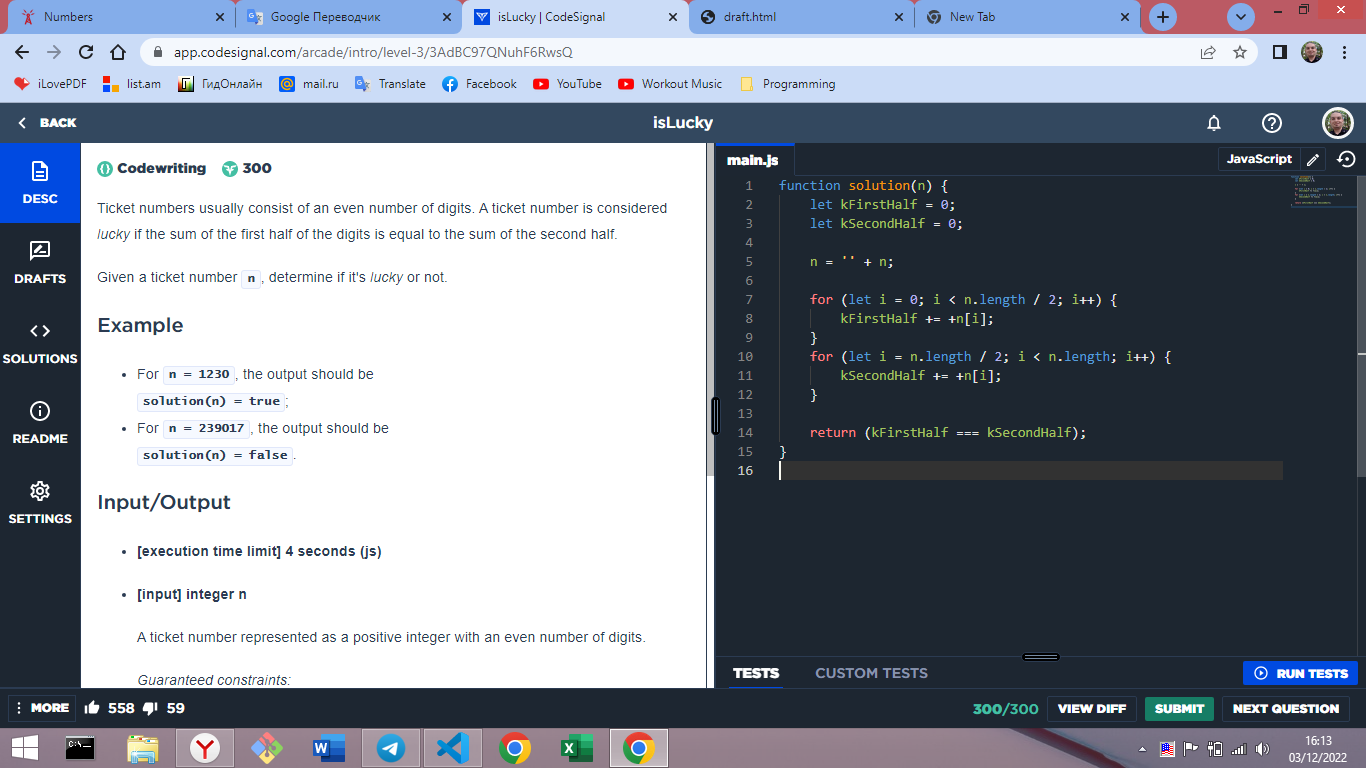 Numbers
Google Переводчик
isLucky | CodeSignal
draft.html
New Tab
app.codesignal.com/arcade/intro/level-3/3AdBC97QNuhF6RwsQ
iLovePDF
list.am
ГидОнлайн
mail.ru
Translate
Facebook
YouTube
Workout Music
Programming
BACK
isLucky
DESC
DRAFTS
SOLUTIONS
README
SETTINGS
Codewriting 300
Ticket numbers usually consist of an even number of digits. A ticket number is considered
lucky if the sum of the first half of the digits is equal to the sum of the second half.
Given a ticket number n, determine if it's lucky or not.
Example
• For n = 1230, the output should be
solution(n) = true;
• For n = 239017, the output should be
solution(n) = false.
Input/Output
• [execution time limit] 4 seconds (js)
• [input] integer n
A ticket number represented as a positive integer with an even number of digits.
Guaranteed constraints:
main.js
JavaScript
1 function solution(n) {
2 let kFirstHalf = 0;
3 let kSecondHalf = 0;
4
5 n = '' + n;
6
7 for (let i = 0; i < n.length / 2; i++) {
8 kFirstHalf += +n[i];
9 }
10 for (let i = n.length / 2; i < n.length; i++) {
11 kSecondHalf += +n[i];
12 }
13
14 return (kFirstHalf === kSecondHalf);
15 }
16
TESTS
CUSTOM TESTS
RUN TESTS
MORE
558
59
300/300
VIEW DIFF
SUBMIT
NEXT QUESTION
16:13
03/12/2022